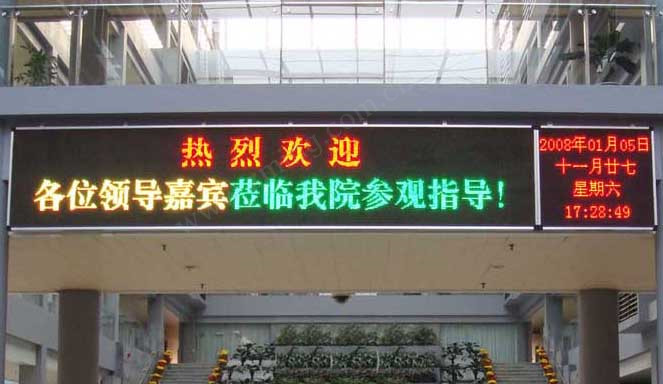 热烈欢迎
各位领导嘉宾莅临我院参观指导!
2008年01月05日
十一月廿七
星期六
17:28:49